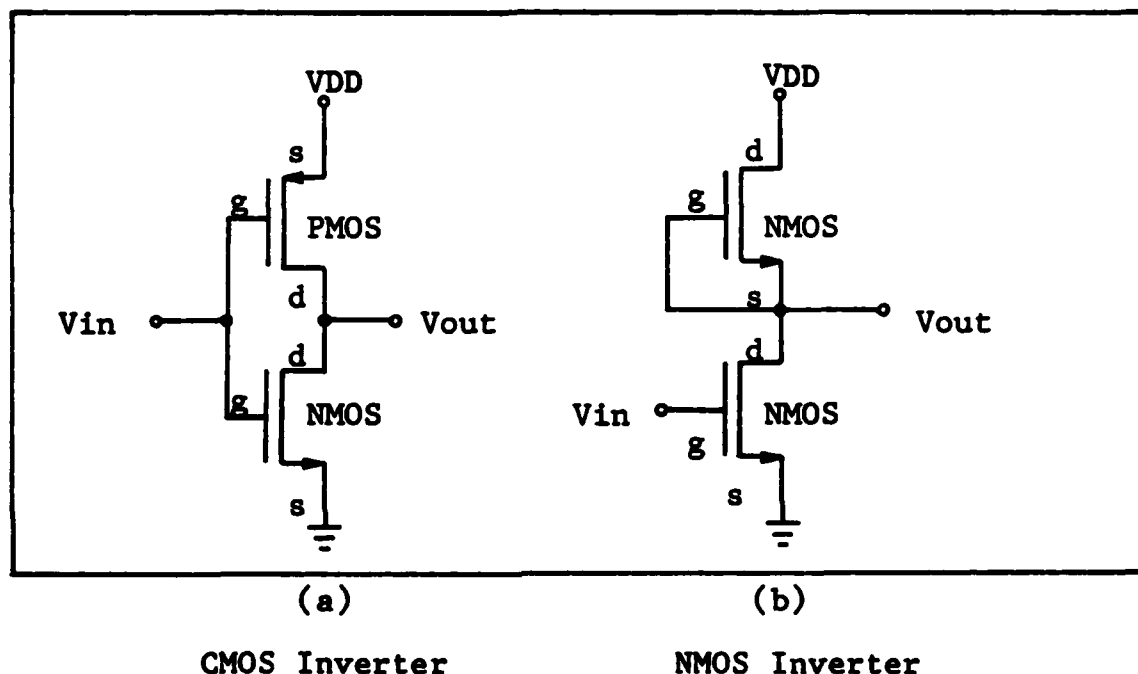 VDD
s
g
PMOS
d
Vin
Vout
d
g
NMOS
s
(a)
CMOS Inverter
VDD
d
g
NMOS
s
Vout
d
Vin
NMOS
g
s
(b)
NMOS Inverter